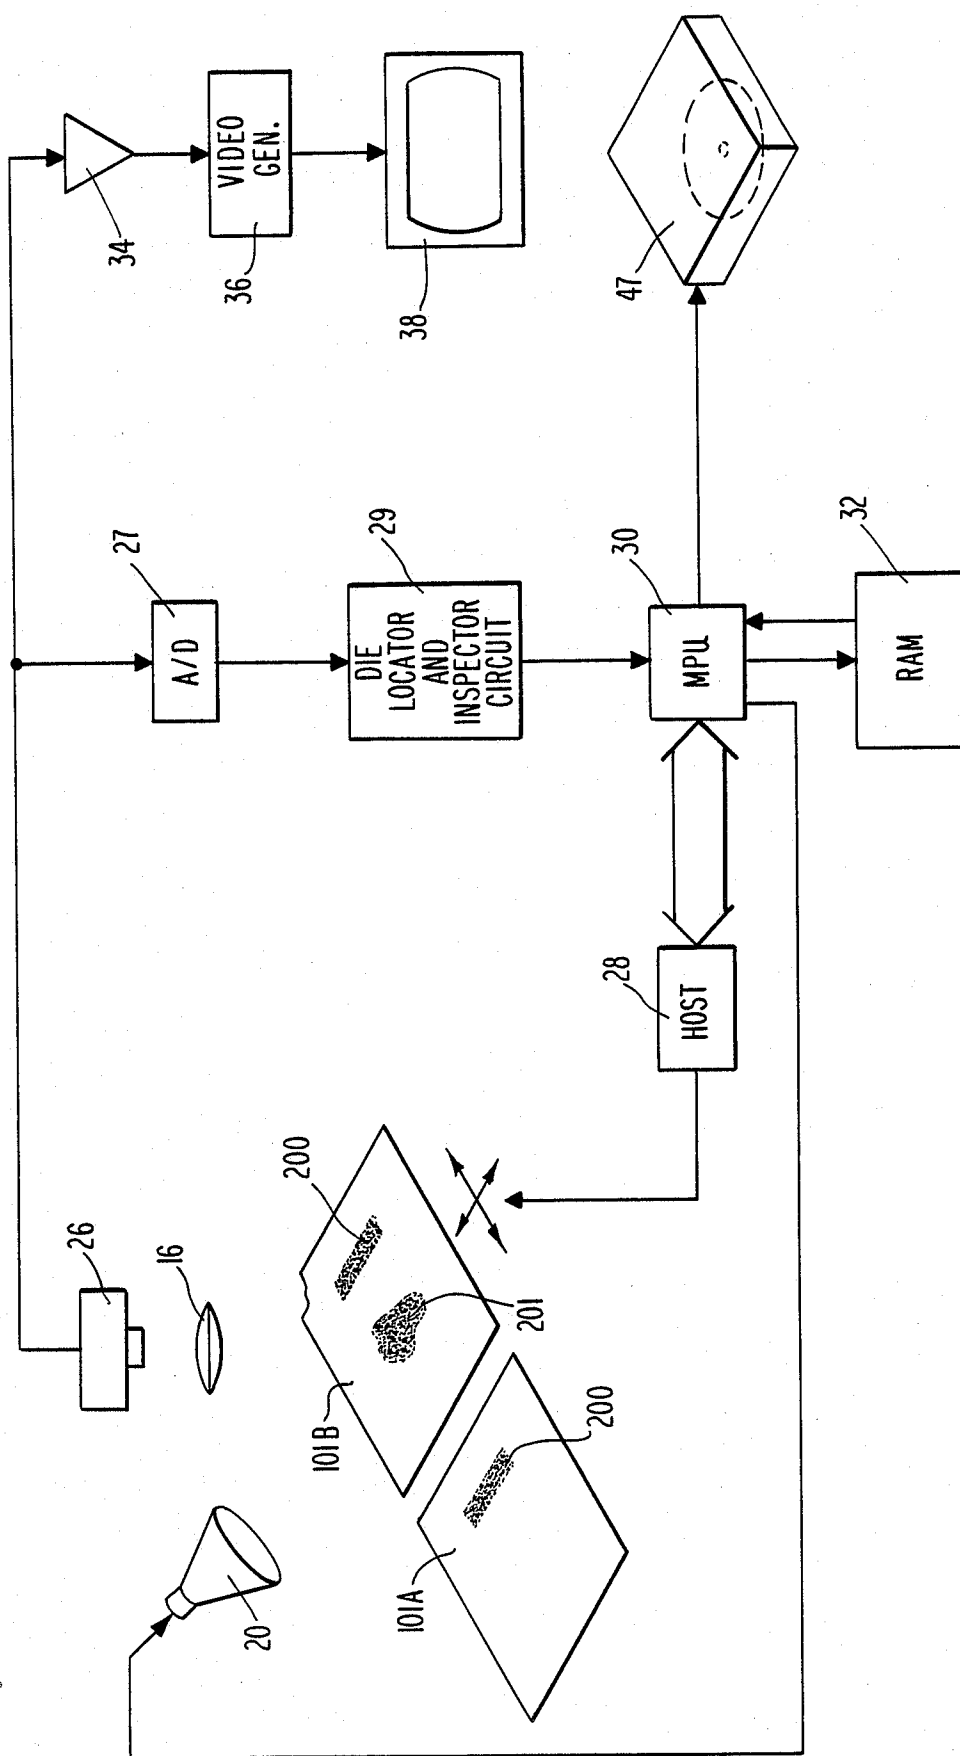 26
34
27
16
A/D
VIDEO
GEN.
36
20
200
101B
DIE
LOCATOR
AND
INSPECTOR
CIRCUIT
29
101A
38
201
200
28
30
47
HOST
MPμ
32
RAM